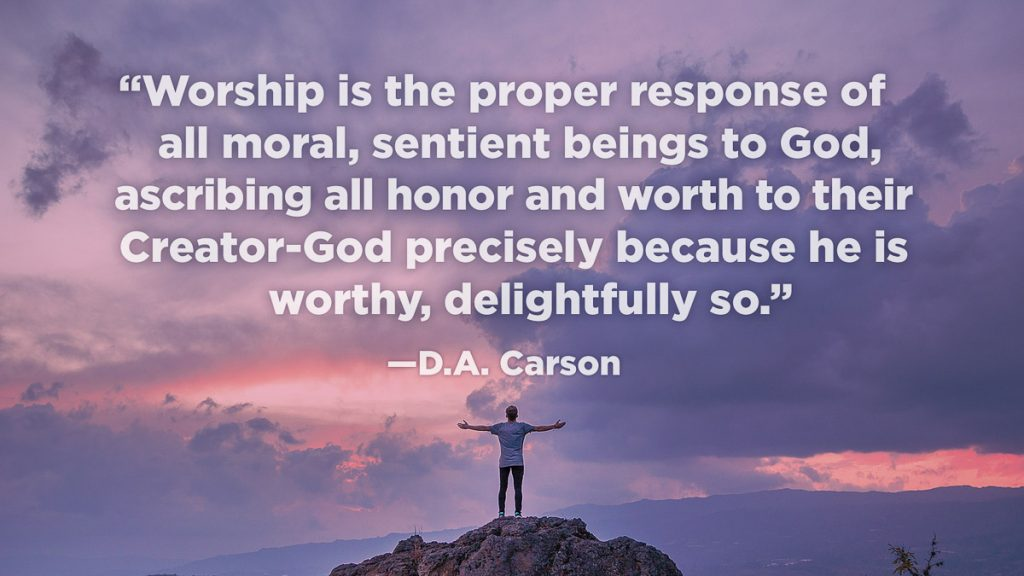 “Worship is the proper response of
all moral, sentient beings to God,
ascribing all honor and worth to their
Creator-God precisely because he is
worthy, delightfully so.”
—D.A. Carson